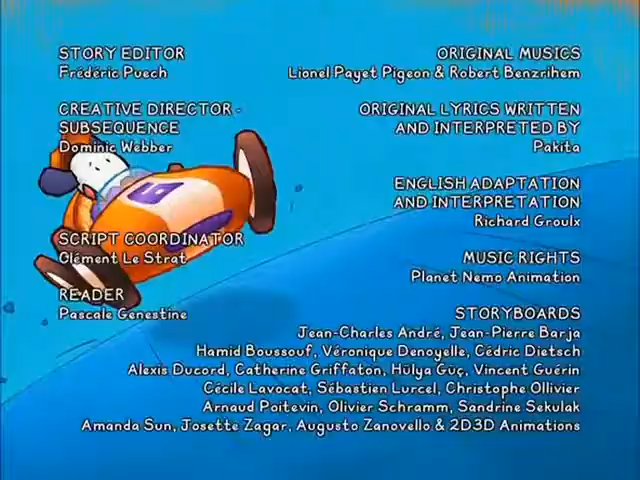 STORY EDITOR
Frédéric Puech
CREATIVE DIRECTOR -
SUBSEQUENCE
Dominic Webber
SCRIPT COORDINATOR
Clément Le Strat
READER
Pascale Genestine
ORIGINAL MUSICS
Lionel Payet Pigeon & Robert Benzrihem
ORIGINAL LYRICS WRITTEN
AND INTERPRETED BY
Pakita
ENGLISH ADAPTATION
AND INTERPRETATION
Richard Groulx
MUSIC RIGHTS
Planet Nemo Animation
STORYBOARDS
Jean-Charles André, Jean-Pierre Barja
Hamid Boussouf, Véronique Denoyelle, Cédric Dietsch
Alexis Ducord, Catherine Griffaton, Hülya Güç, Vincent Guérin
Cécile Lavocat, Sébastien Lurcel, Christophe Ollivier
Arnaud Poitevin, Olivier Schramm, Sandrine Sekulak
Amanda Sun, Josette Zagar, Augusto Zanovello & 2D3D Animations